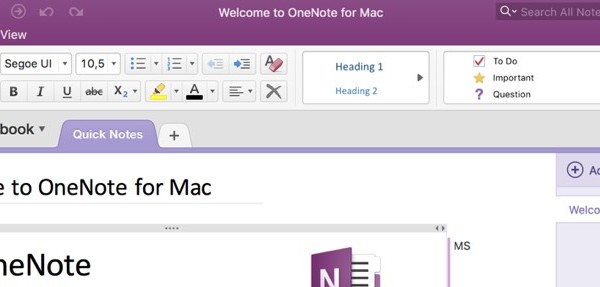 Welcome to OneNote for Mac
Search All Note
View
Segoe UI
10,5
Heading 1
Heading 2
To Do
Important
Question
B I U abc X₂ A
book
Quick Notes
+
e to OneNote for Mac
Ad
Welco
neNote
N
MS